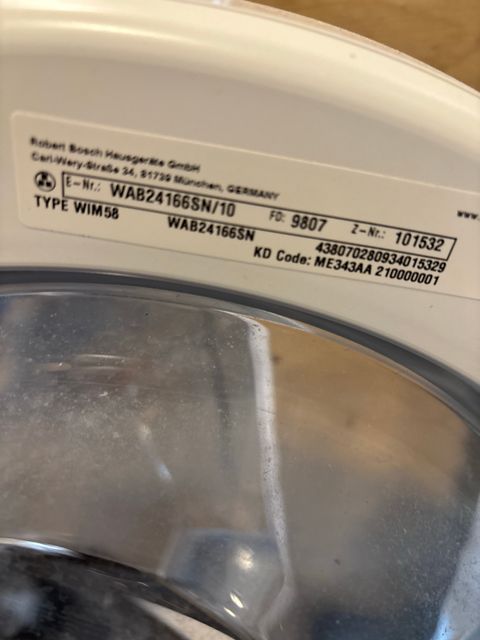 Robert Bosch Hausgeräte GmbH
Carl-Wery-Straße 34, 81739 München, GERMANY
www.
E-Nr.: WAB24166SN/10 FD: 9807 Z-Nr.: 101532
TYPE WIM58 WAB24166SN 438070280934015329
KD Code: ME343AA 210000001